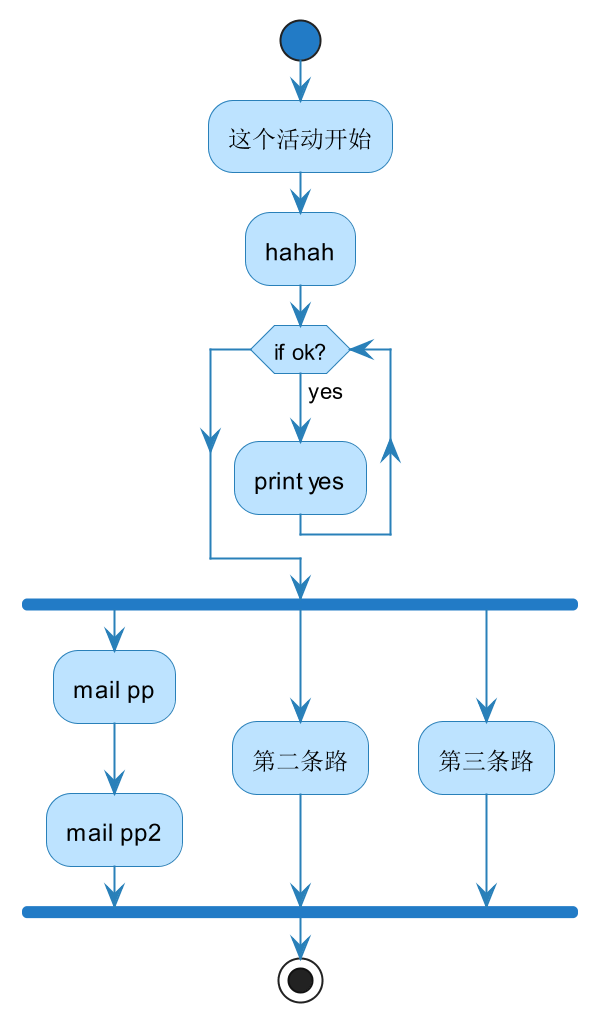 这个活动开始
hahah
if ok?
yes
print yes
mail pp
第二条路
第三条路
mail pp2